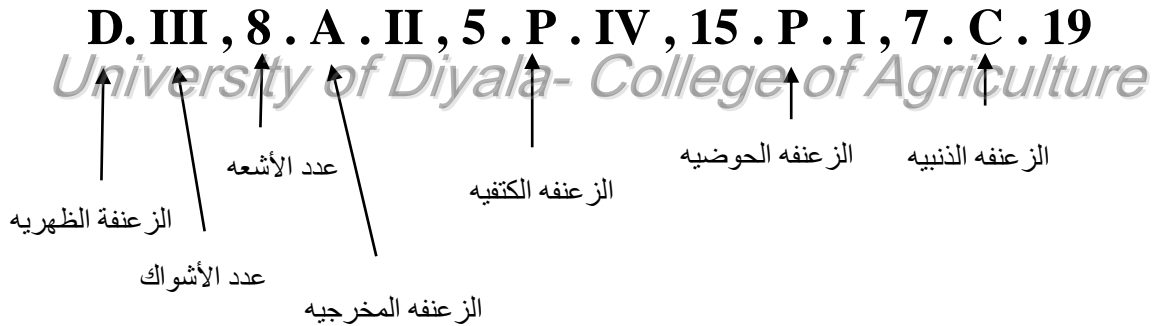 D. III , 8 . A . II , 5 . P . IV , 15 . P . I , 7 . C . 19
University of Diyala- College of Agriculture
عدد الأشعه
الزعنفه الحوضيه
الزعنفه الذنبيه
الزعنفه الكتفيه
الزعنفة الظهريه
عدد الأشواك
الزعنفه المخرجيه